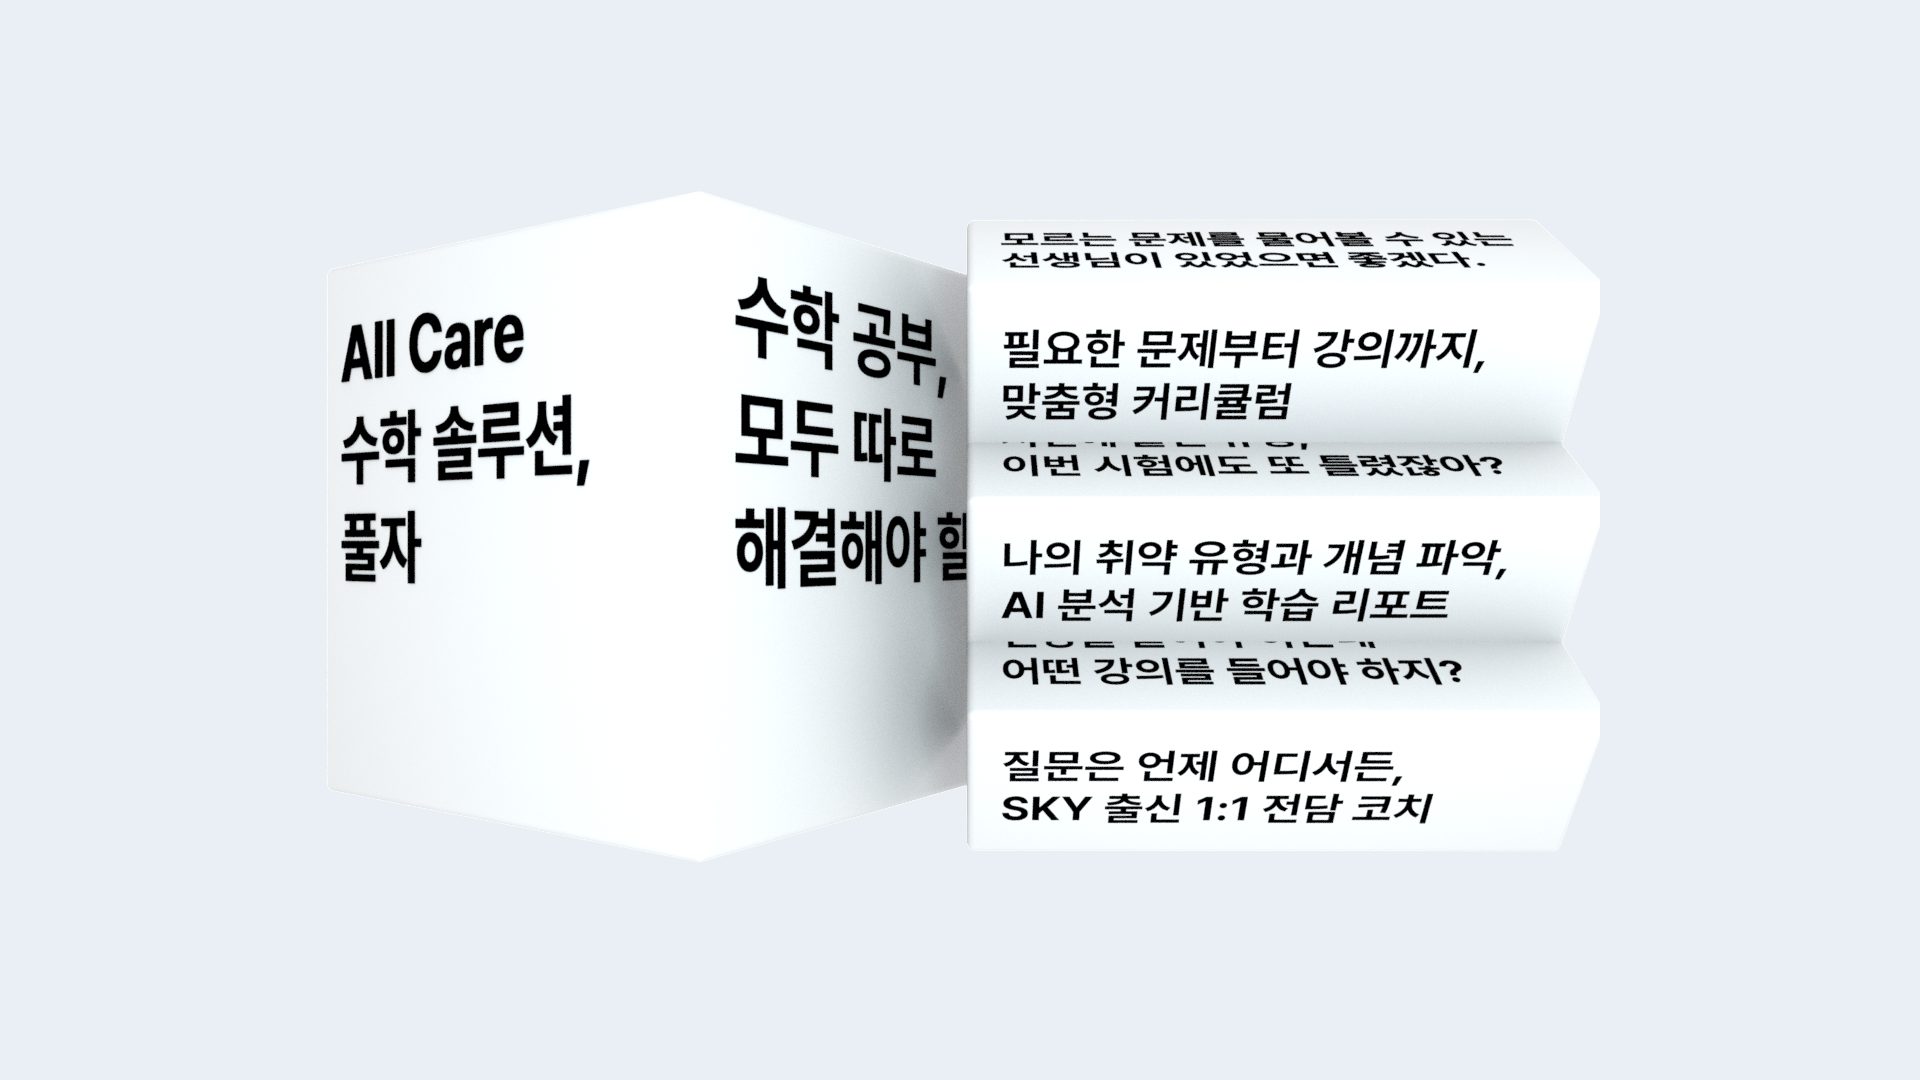 All Care
수학 솔루션,
풀자
수학 공부,
모두 따로
해결해야
모르는 문제를 물어볼 수 있는
선생님이 있었으면 좋겠다.
필요한 문제부터 강의까지,
맞춤형 커리큘럼
이번 시험에도 또 틀렸잖아?
나의 취약 유형과 개념 파악,
AI 분석 기반 학습 리포트
어떤 강의를 들어야 하지?
질문은 언제 어디서든,
SKY 출신 1:1 전담 코치